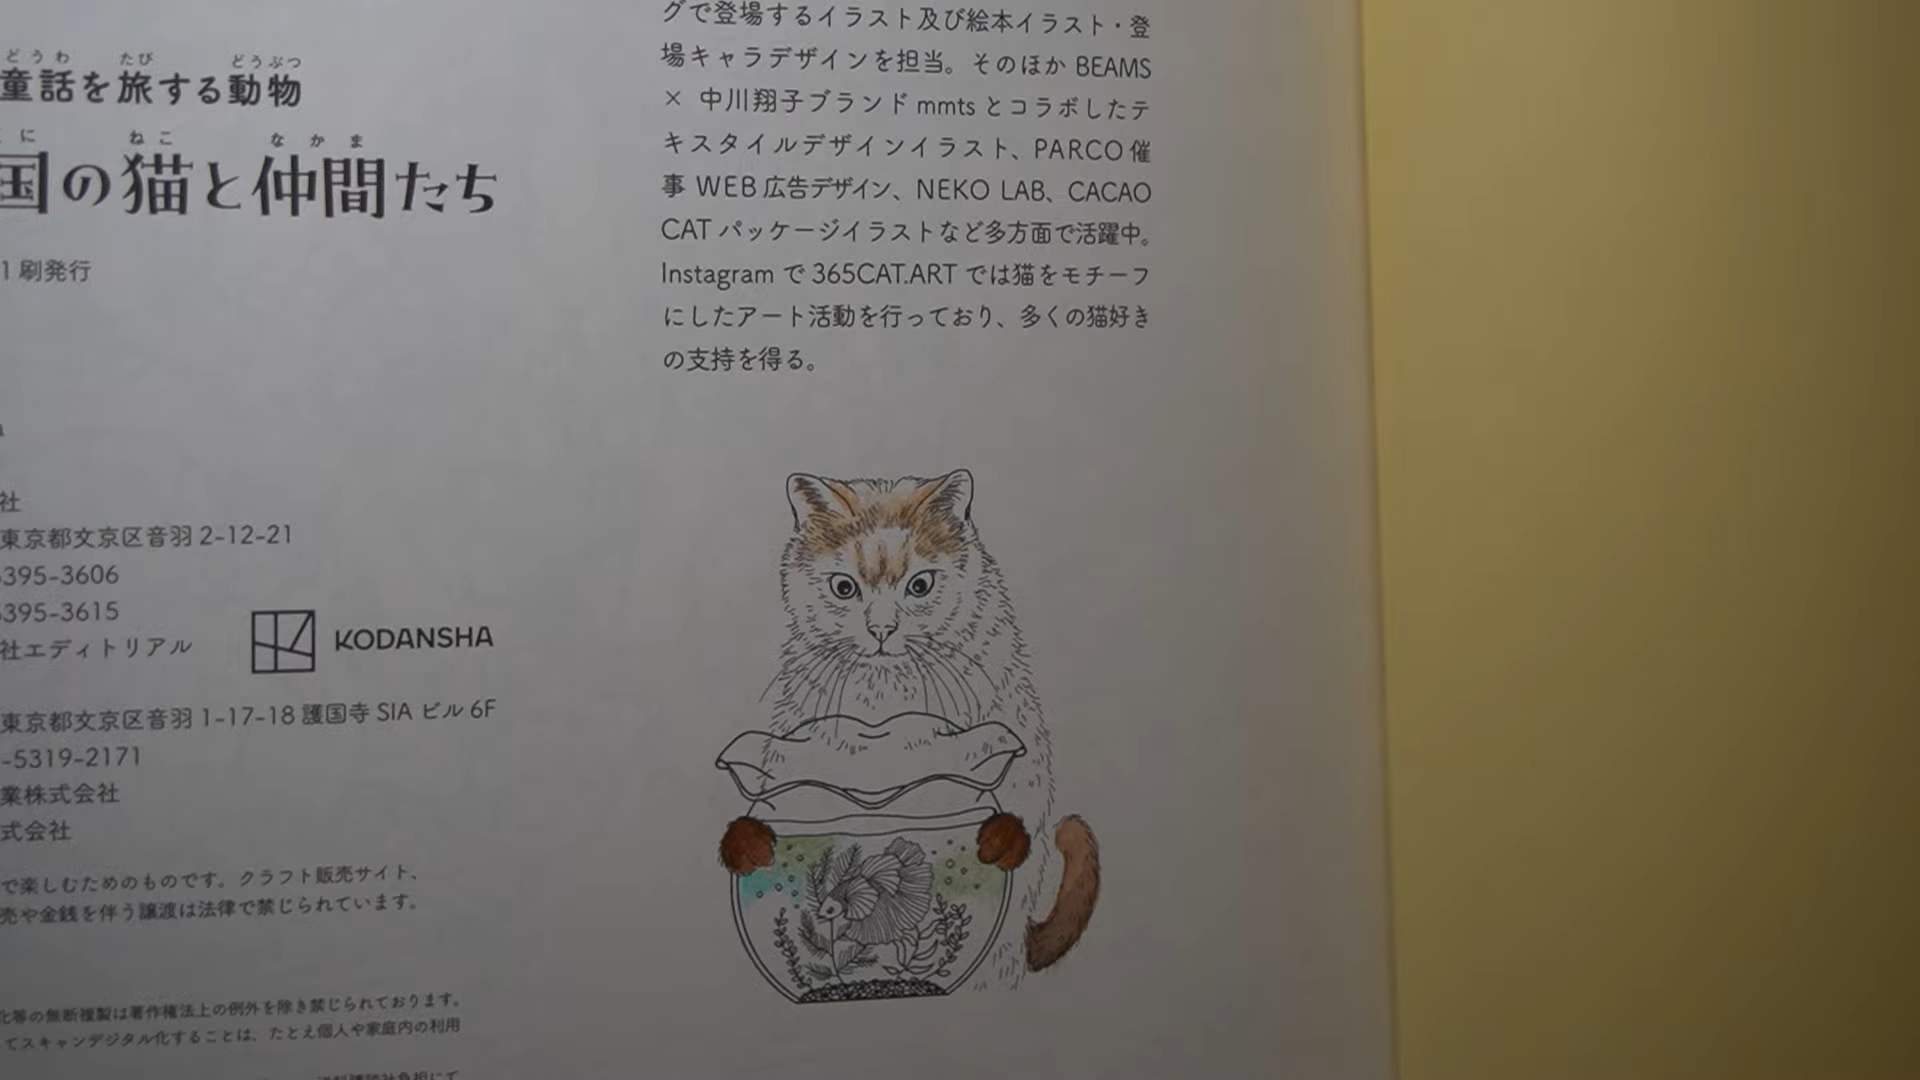 どうわ たび どうぶつ
童話を旅する動物
に ねこ なかま
国の猫と仲間たち
1刷発行
社
東京都文京区音羽 2-12-21
395-3606
395-3615
社エディトリアル
KODANSHA
東京都文京区音羽 1-17-18 護国寺 SIA ビル 6F
-5319-2171
業株式会社
式会社
で楽しむためのものです。クラフト販売サイト、
売や金銭を伴う譲渡は法律で禁じられています。
化等の無断複製は著作権法上の例外を除き禁じられております。
てスキャンデジタル化することは、たとえ個人や家庭内の利用
グで登場するイラスト及び絵本イラスト・登
場キャラデザインを担当。そのほか BEAMS
× 中川翔子ブランド mmts とコラボしたテ
キスタイルデザインイラスト、PARCO 催
事 WEB 広告デザイン、NEKO LAB、CACAO
CAT パッケージイラストなど多方面で活躍中。
Instagram で 365CAT.ART では猫をモチーフ
にしたアート活動を行っており、多くの猫好き
の支持を得る。